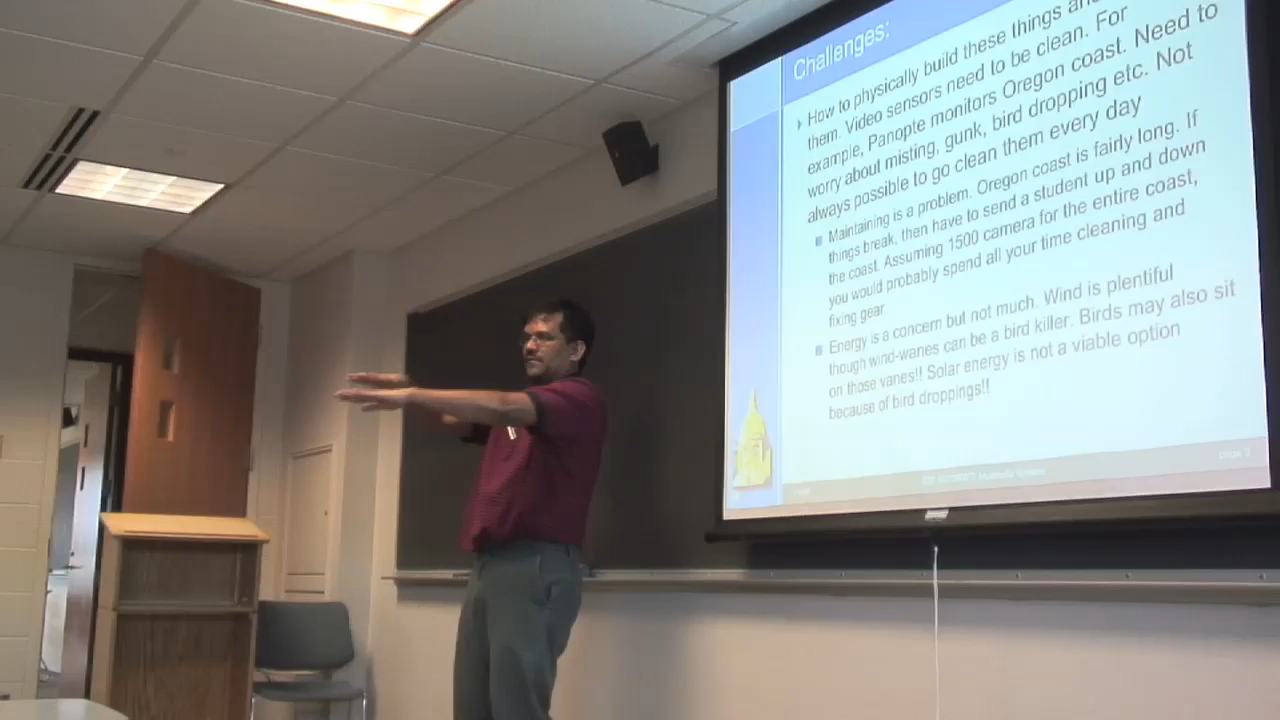 Challenges:
How to physically build these things and
them. Video sensors need to be clean. For
example, Panopte monitors Oregon coast. Need to
worry about misting, gunk, bird dropping etc. Not
always possible to go clean them every day
Maintaining is a problem. Oregon coast is fairly long. If
things break, then have to send a student up and down
the coast. Assuming 1500 camera for the entire coast,
you would probably spend all your time cleaning and
fixing gear
Energy is a concern but not much. Wind is plentiful
though wind-wanes can be a bird killer. Birds may also sit
on those vanes!! Solar energy is not a viable option
because of bird droppings!!